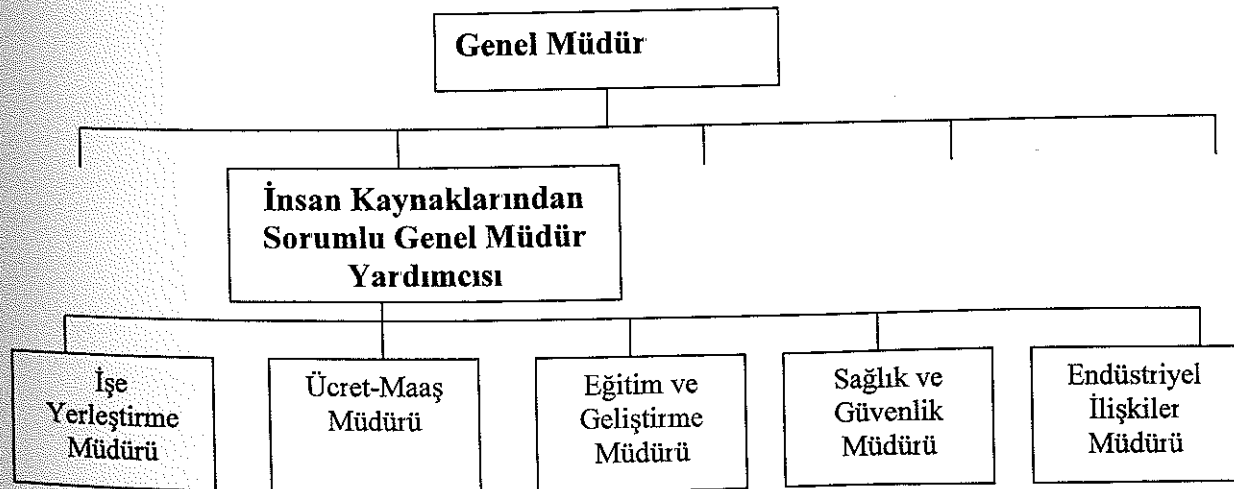 Genel Müdür
İnsan Kaynaklarından
Sorumlu Genel Müdür
Yardımcısı
İşe
Yerleştirme
Müdürü
Ücret-Maaş
Müdürü
Eğitim ve
Geliştirme
Müdürü
Sağlık ve
Güvenlik
Müdürü
Endüstriyel
İlişkiler
Müdürü